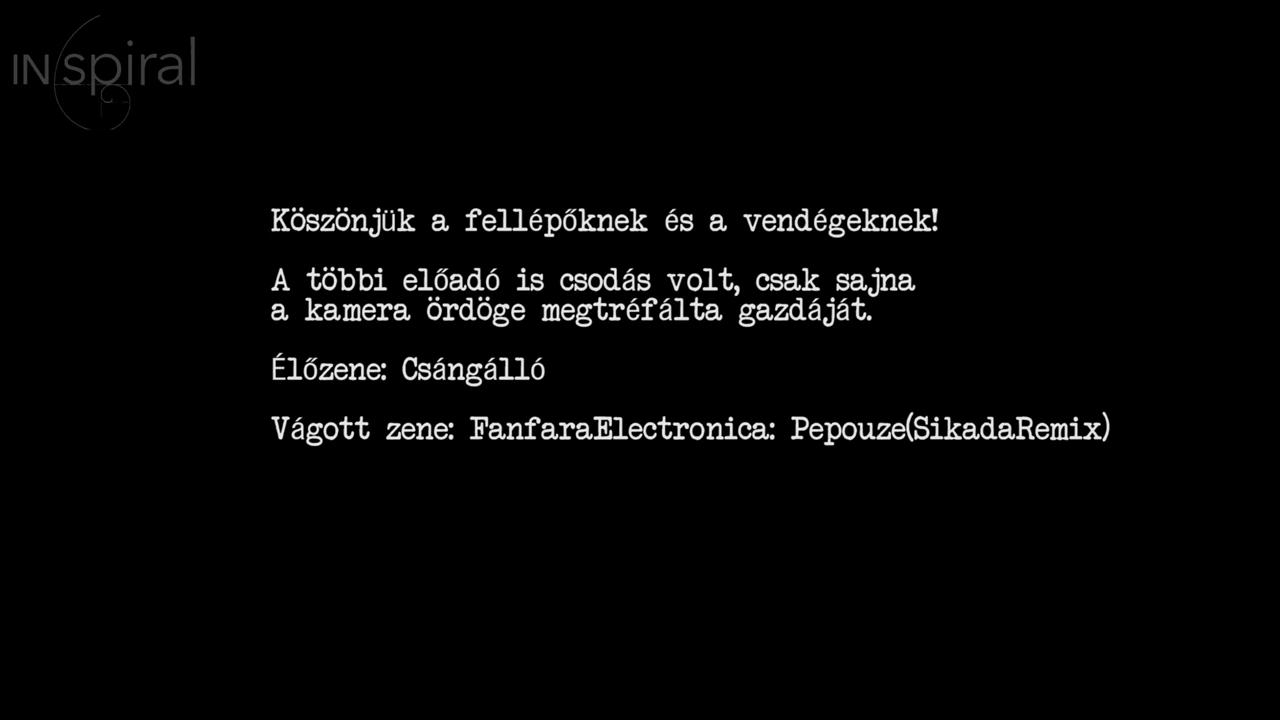 INspiral
Köszönjük a fellépőknek és a vendégeknek!
A többi előadó is csodás volt, csak sajna
a kamera ördöge megtréfálta gazdáját.
Élőzene: Csángálló
Vágott zene: FanfaraElectronica: Pepouze(SikadaRemix)